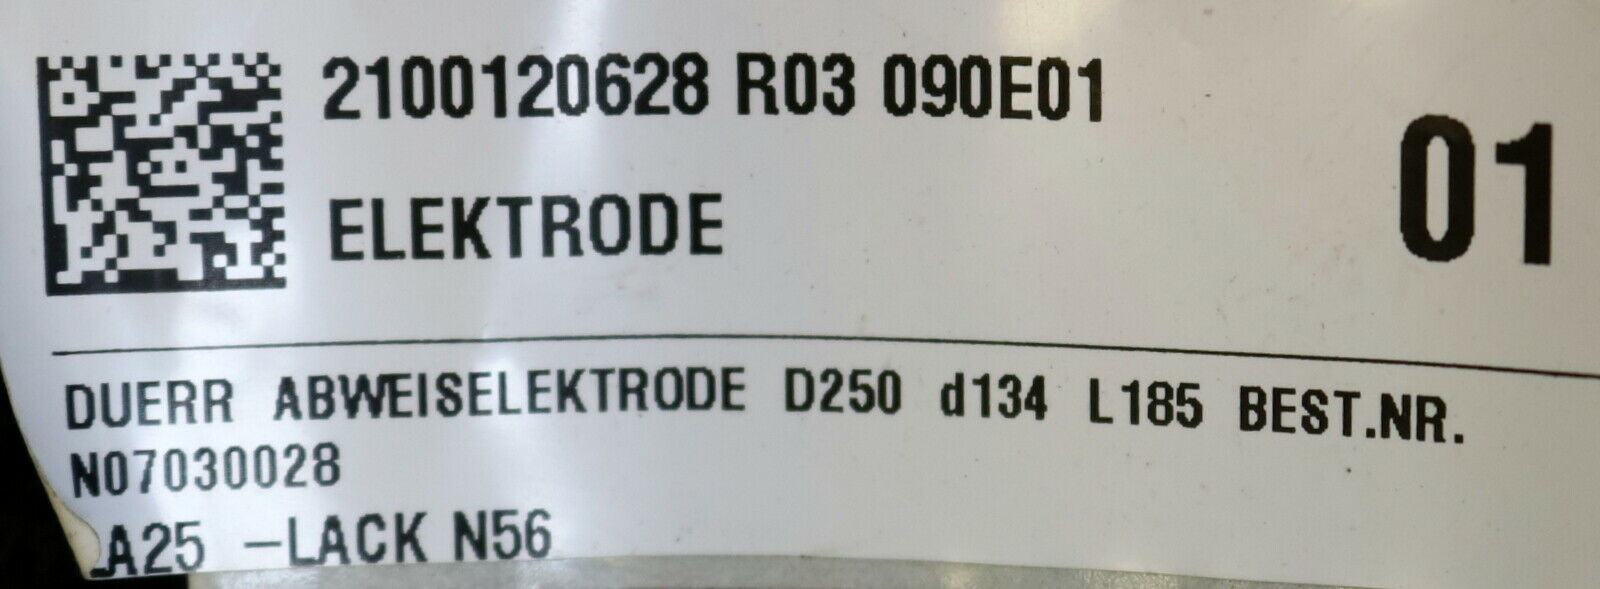 2100120628 R03 090E01
01
ELEKTRODE
DUERR ABWEISELEKTRODE D250 d134 L185 BEST.NR.
N07030028
A25 -LACK N56